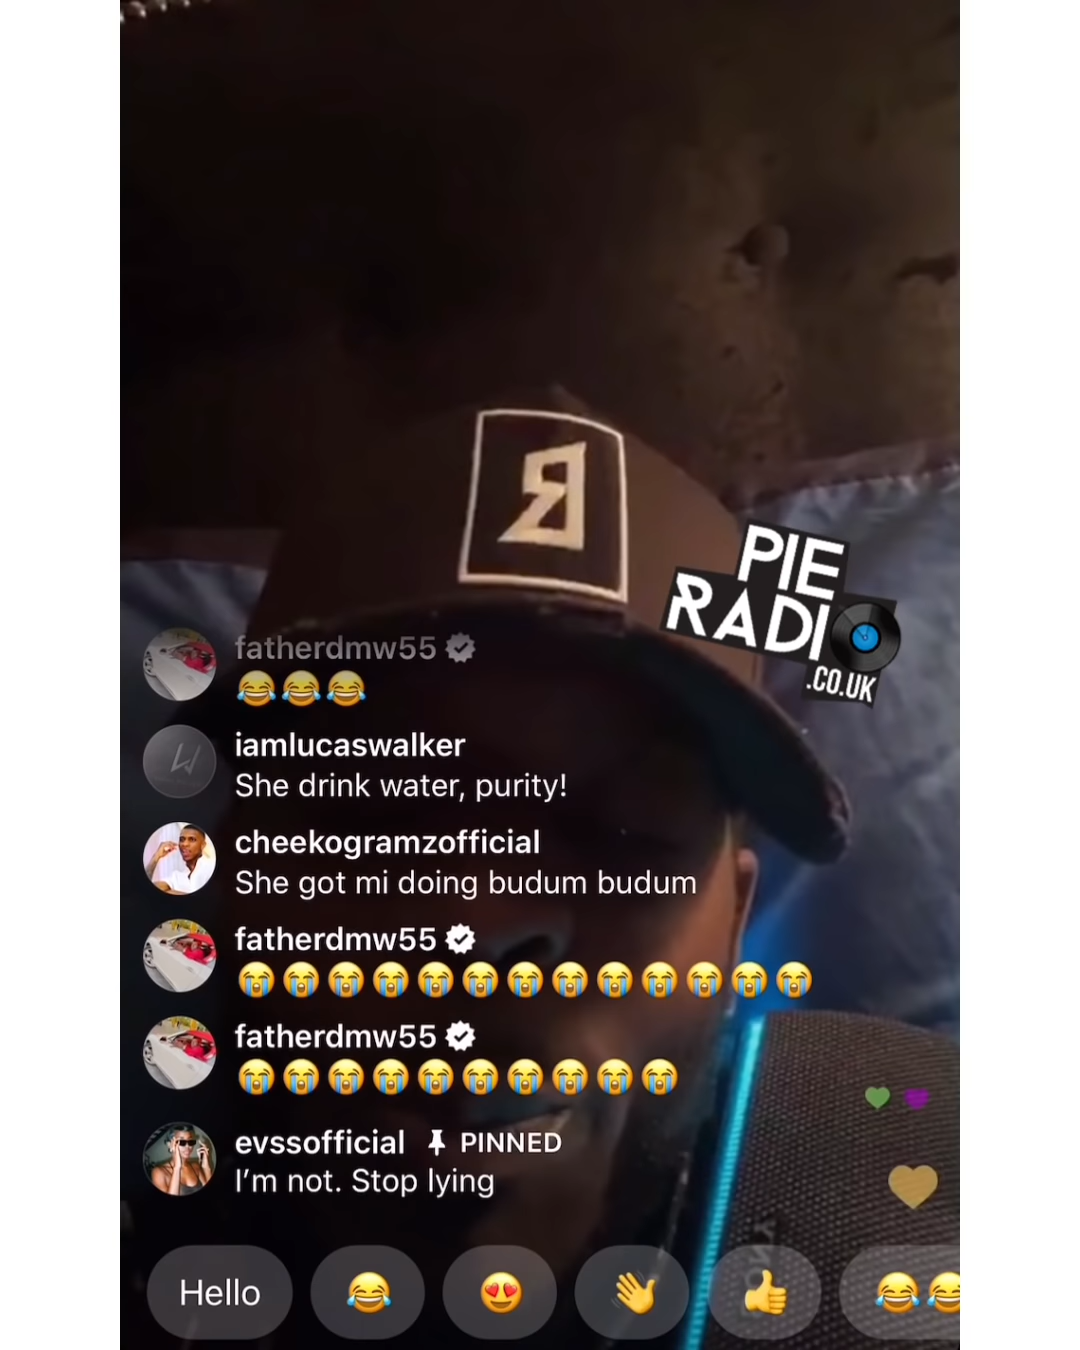 PIE
RADIO
.CO.UK
fatherdmw55
😂😂😂
iamlucaswalker
She drink water, purity!
cheekogramzofficial
She got mi doing budum budum
fatherdmw55
😭😭😭😭😭😭😭😭😭😭😭😭😭
fatherdmw55
😭😭😭😭😭😭😭😭😭😭
evssofficial PINNED
I'm not. Stop lying
Hello 😂 😍 👋 👍 😂😂